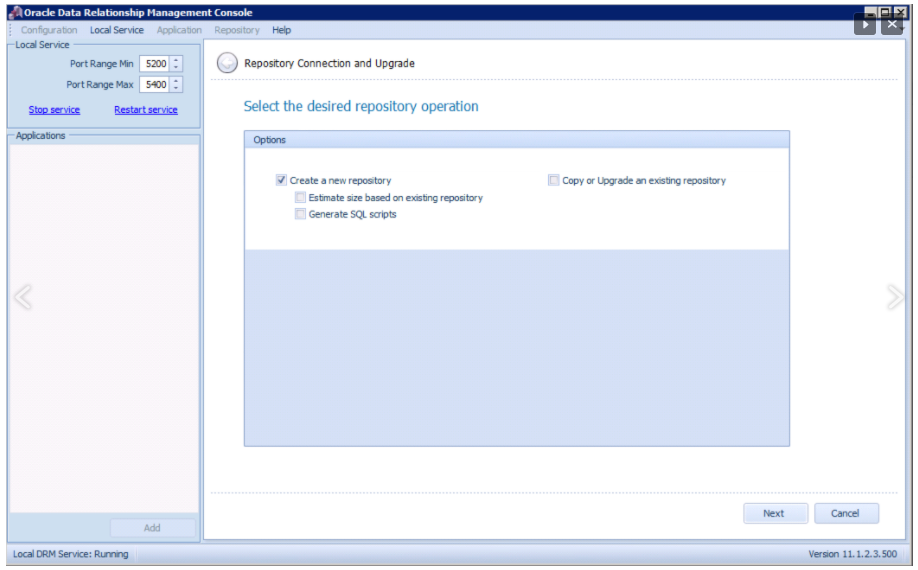 Oracle Data Relationship Management Console
Configuration Local Service Application Repository Help
Local Service
Port Range Min 5200
Port Range Max 5400
Stop service Restart service
Applications
Add
Repository Connection and Upgrade
Select the desired repository operation
Options
Create a new repository
Copy or Upgrade an existing repository
Estimate size based on existing repository
Generate SQL scripts
Next Cancel
Local DRM Service: Running
Version 11.1.2.3.500